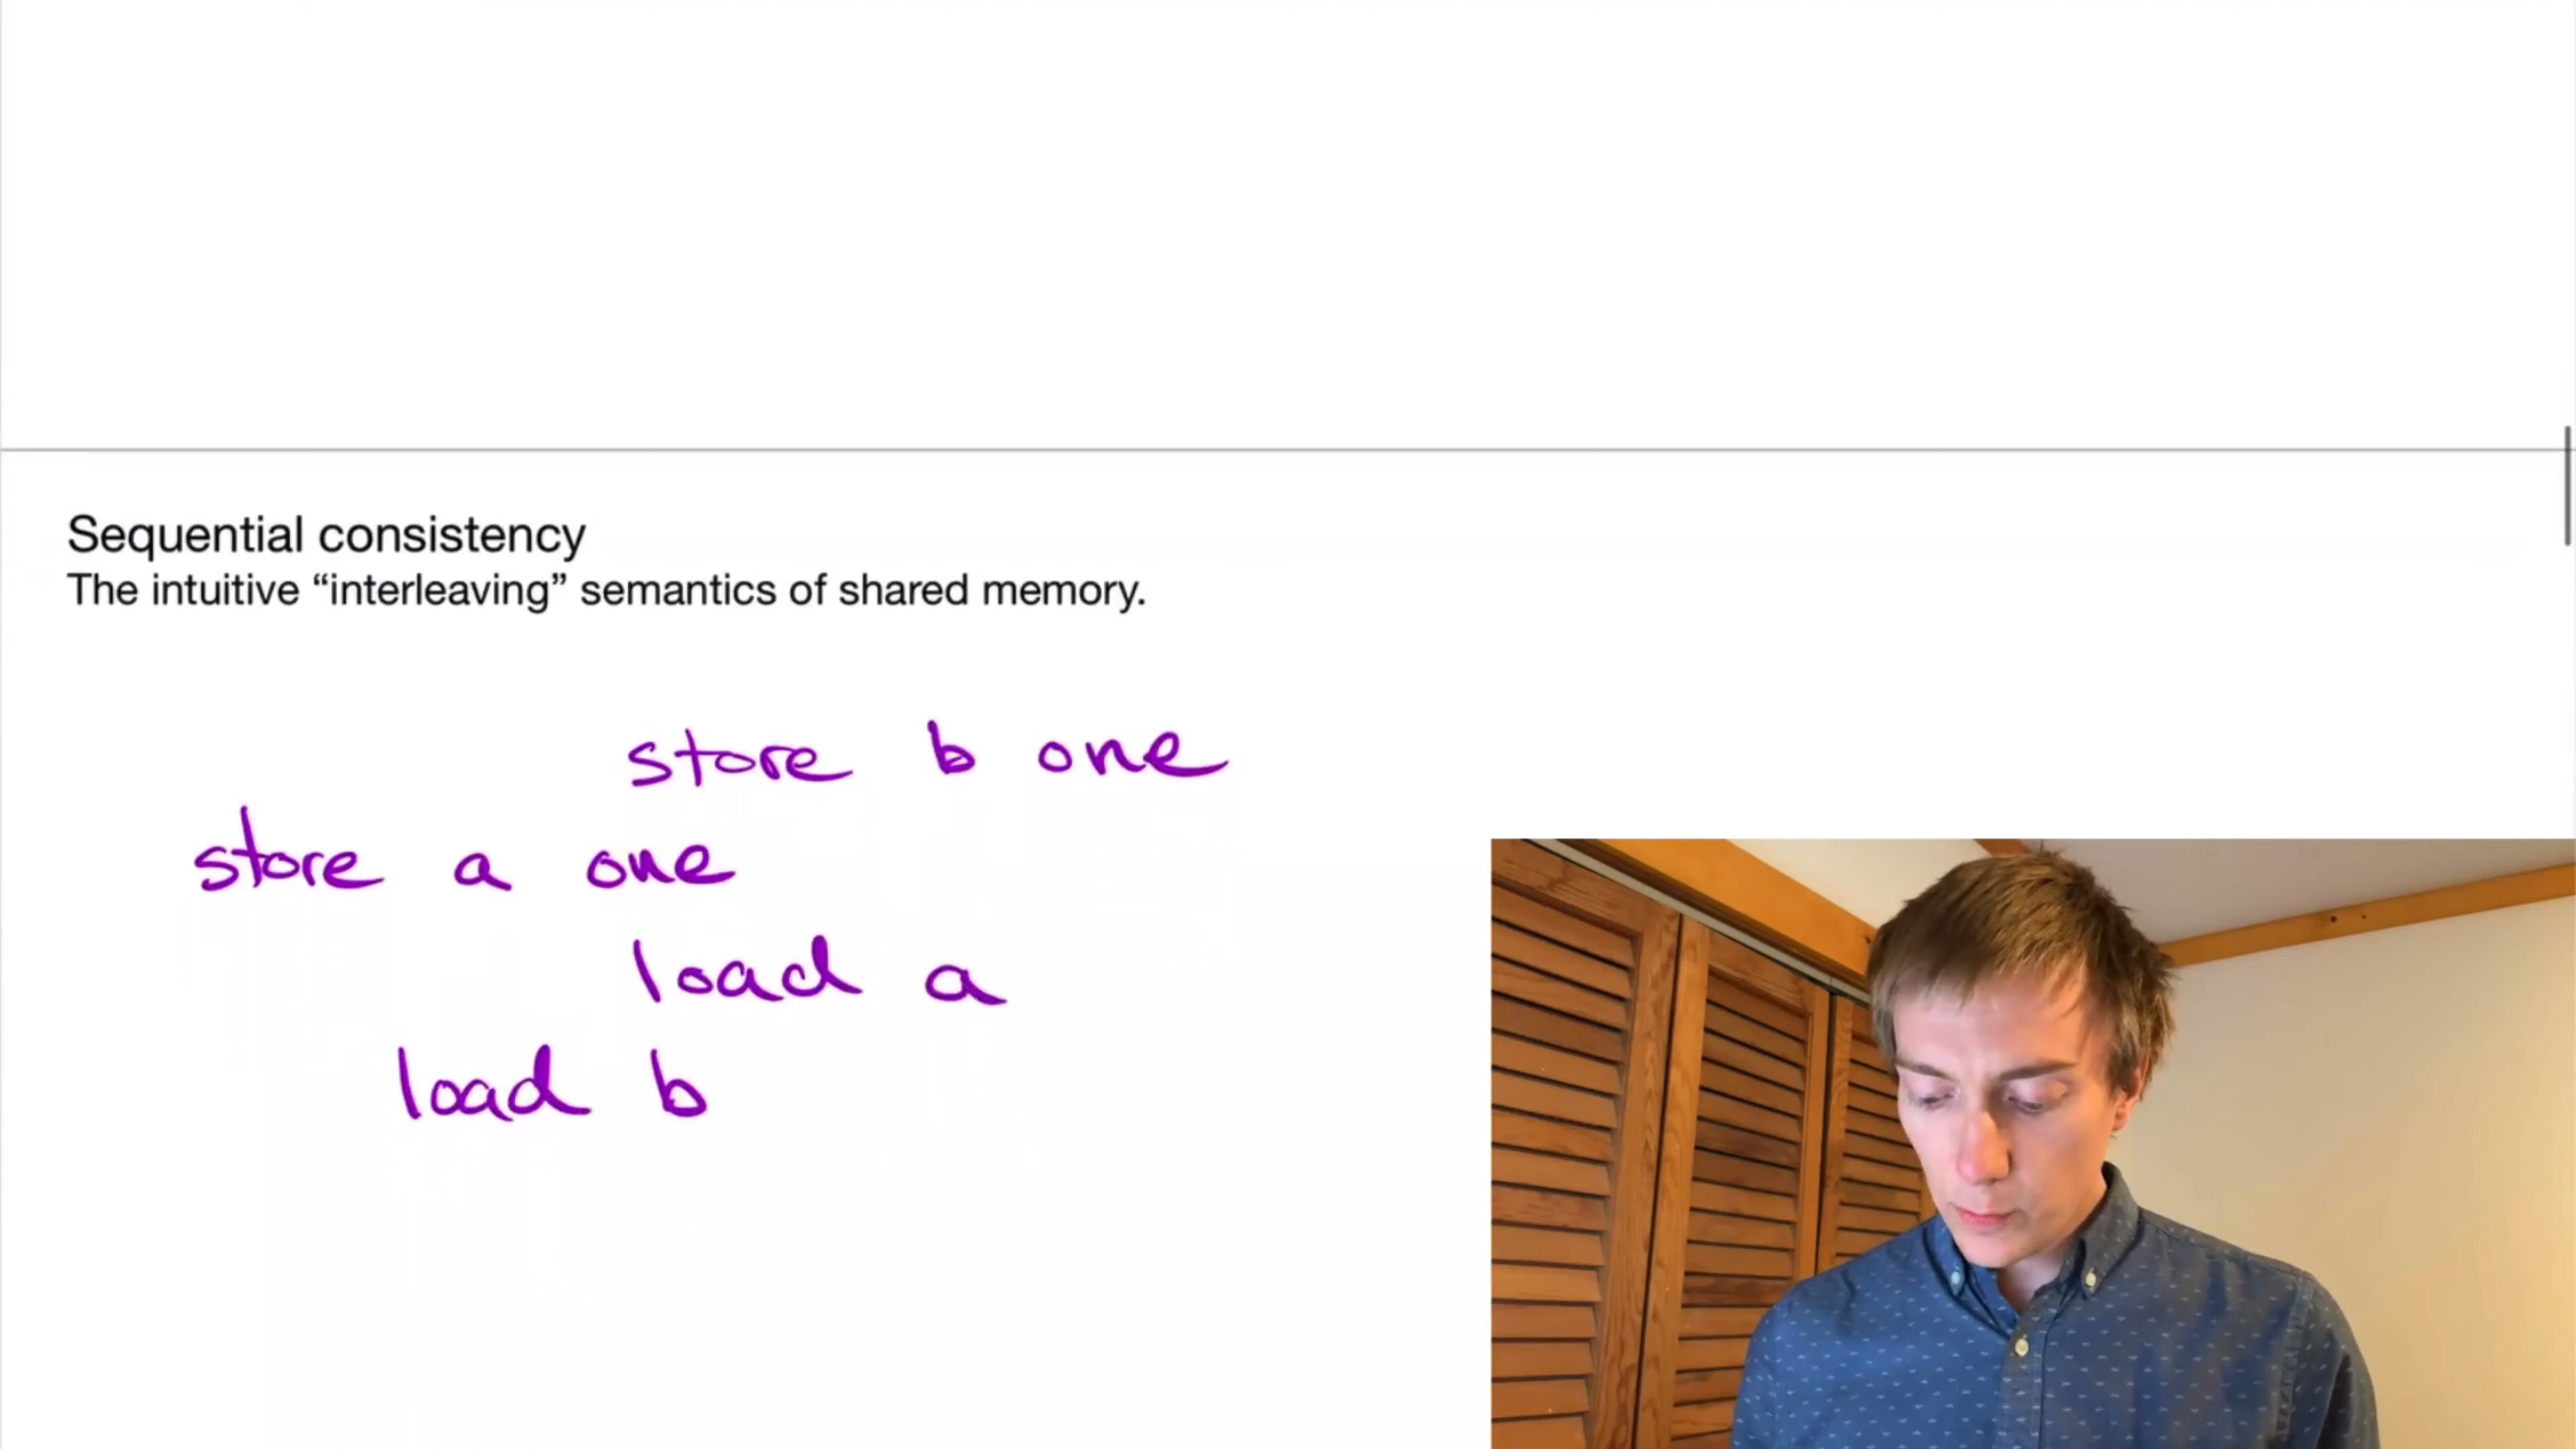 Sequential consistency
The intuitive “interleaving” semantics of shared memory.
store b one
store a one
load a
load b